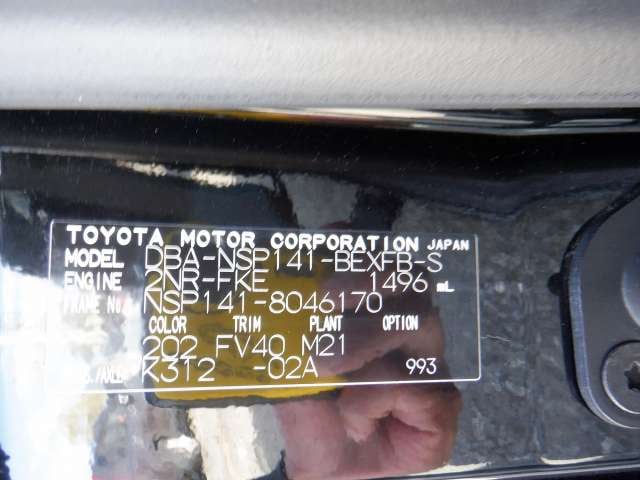 TOYOTA MOTOR CORPORATION JAPAN
MODEL DBA-NSP141-BEXFB-S
ENGINE 2NR-FKE 1496 mL
FRAME No. NSP141-8046170
COLOR TRIM PLANT OPTION
202 FV40 M21
K312 -02A 993